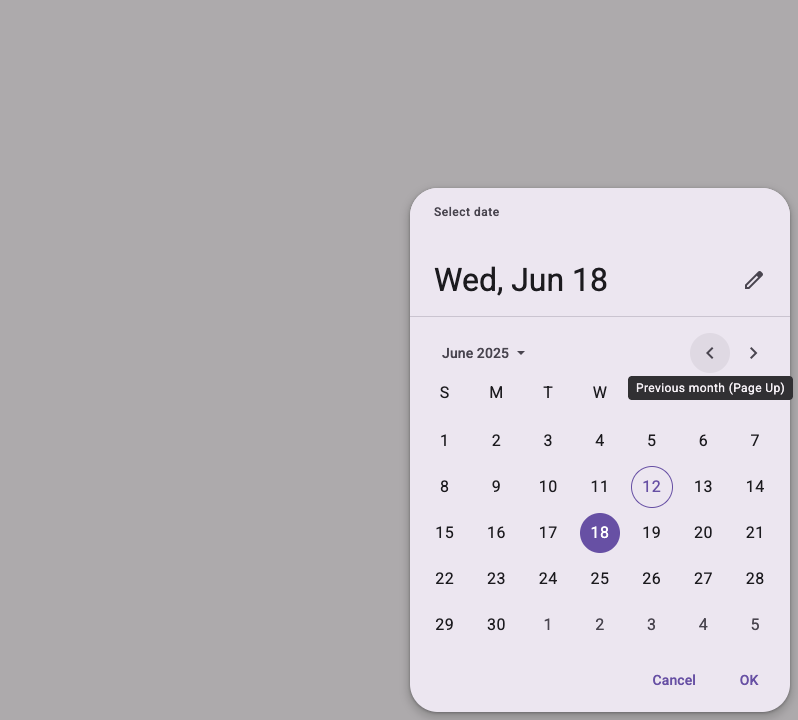 Select date
Wed, Jun 18
June 2025
Previous month (Page Up)
S M T W
1 2 3 4 5 6 7
8 9 10 11 12 13 14
15 16 17 18 19 20 21
22 23 24 25 26 27 28
29 30 1 2 3 4 5
Cancel OK